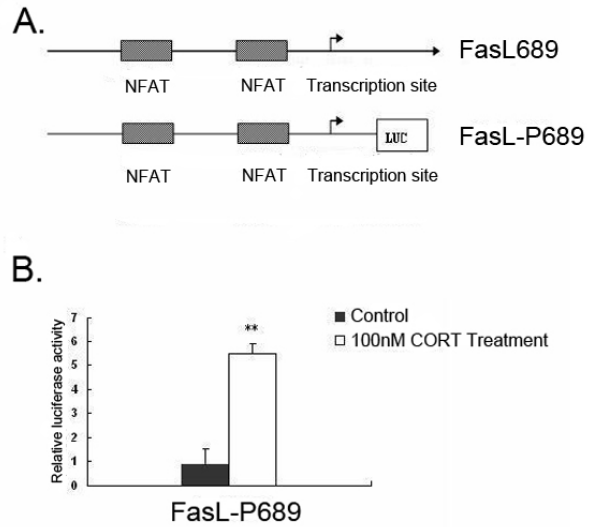 A.
FasL689
NFAT NFAT Transcription site
LUC
FasL-P689
NFAT NFAT Transcription site
B.
Control
100nM CORT Treatment
Relative luciferase activity
7
6
5
4
3
2
1
0
**
FasL-P689